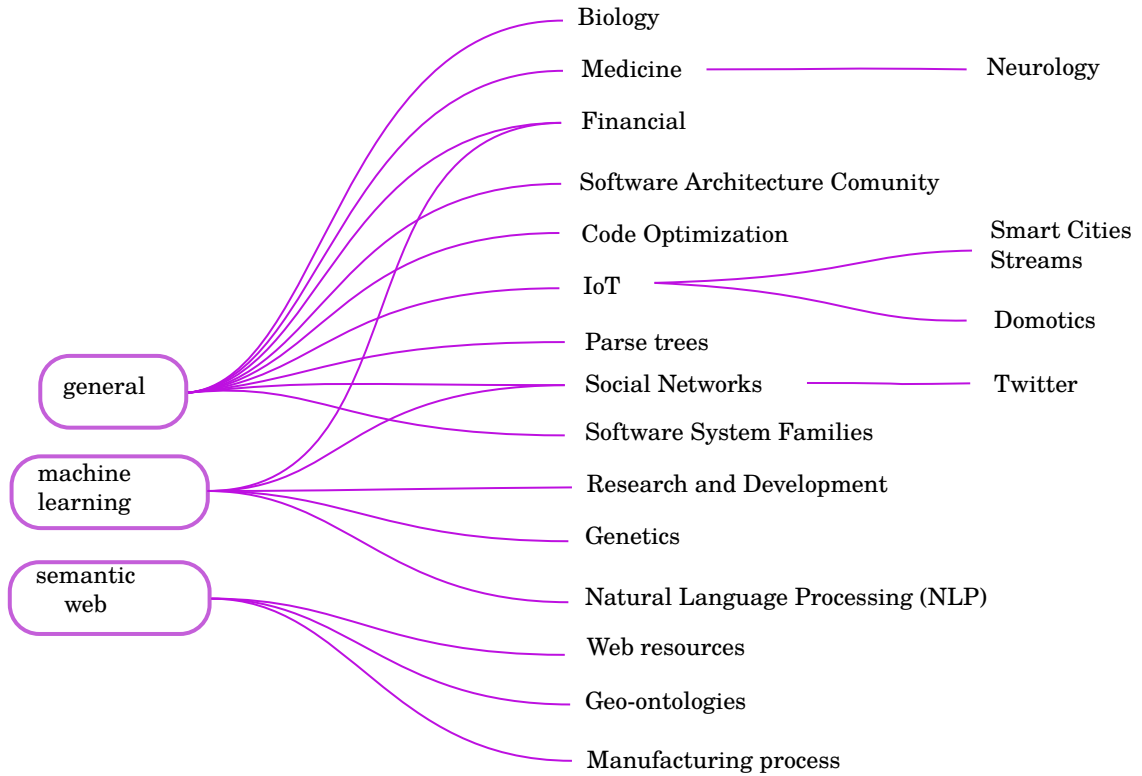 Biology
Medicine
Neurology
Financial
Software Architecture Comunity
Code Optimization
Smart Cities
Streams
IoT
Domotics
Parse trees
general
Social Networks
Twitter
Software System Families
machine
learning
Research and Development
Genetics
semantic
web
Natural Language Processing (NLP)
Web resources
Geo-ontologies
Manufacturing process